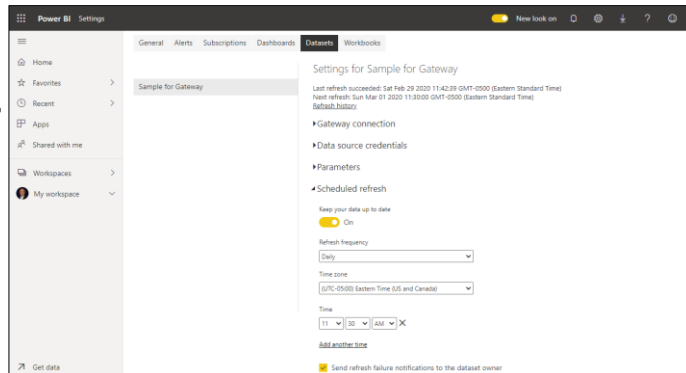 Power BI Settings New look on
General Alerts Subscriptions Dashboards Datasets Workbooks
Home
Favorites
Recent
Apps
Shared with me
Workspaces
My workspace
Get data
Sample for Gateway
Settings for Sample for Gateway
Last refresh succeeded: Sat Feb 29 2020 11:42:39 GMT-0500 (Eastern Standard Time)
Next refresh: Sun Mar 01 2020 11:30:00 GMT-0500 (Eastern Standard Time)
Refresh history
Gateway connection
Data source credentials
Parameters
Scheduled refresh
Keep your data up to date
On
Refresh frequency
Daily
Time zone
(UTC-05:00) Eastern Time (US and Canada)
Time
11 30 AM
Add another time
Send refresh failure notifications to the dataset owner